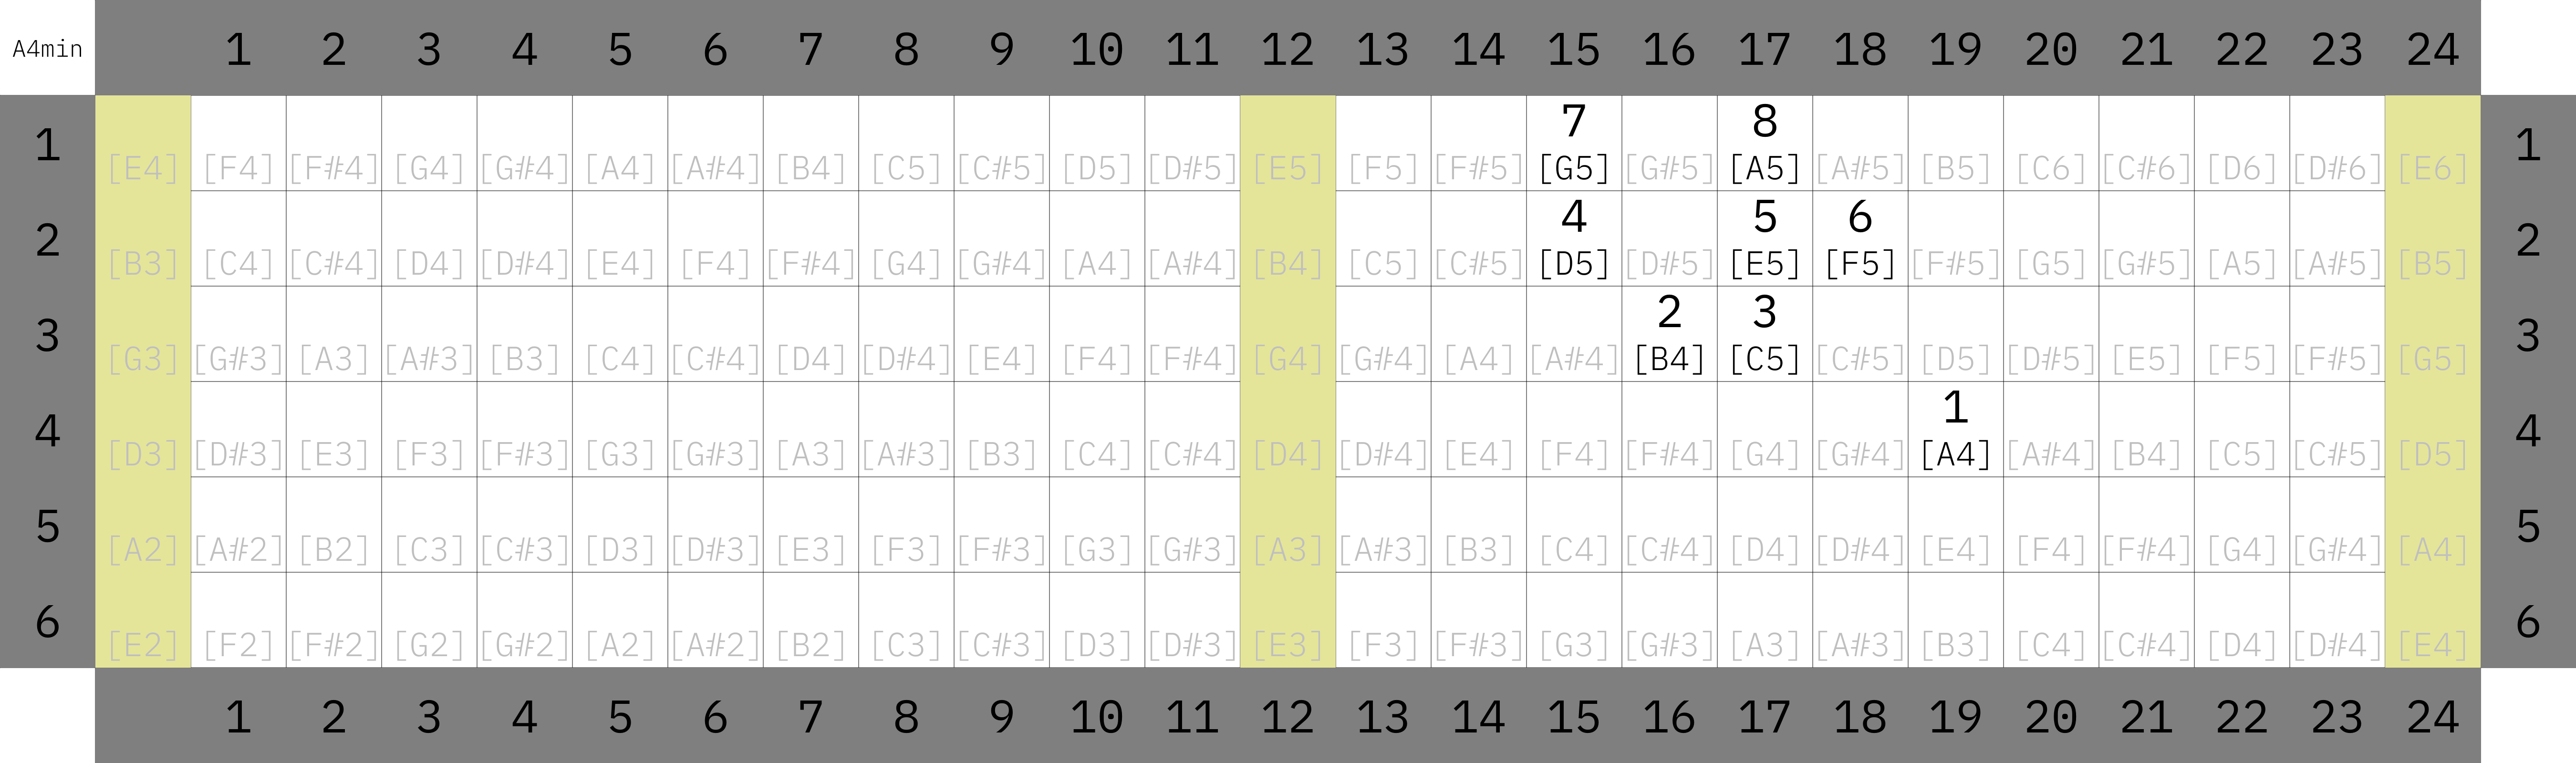 A4min 1 2 3 4 5 6 7 8 9 10 11 12 13 14 15 16 17 18 19 20 21 22 23 24
7 8
1 [E4] [F4] [F#4] [G4] [G#4] [A4] [A#4] [B4] [C5] [C#5] [D5] [D#5] [E5] [F5] [F#5] [G5] [G#5] [A5] [A#5] [B5] [C6] [C#6] [D6] [D#6] [E6] 1
4 5 6
2 [B3] [C4] [C#4] [D4] [D#4] [E4] [F4] [F#4] [G4] [G#4] [A4] [A#4] [B4] [C5] [C#5] [D5] [D#5] [E5] [F5] [F#5] [G5] [G#5] [A5] [A#5] [B5] 2
2 3
3 [G3] [G#3] [A3] [A#3] [B3] [C4] [C#4] [D4] [D#4] [E4] [F4] [F#4] [G4] [G#4] [A4] [A#4] [B4] [C5] [C#5] [D5] [D#5] [E5] [F5] [F#5] [G5] 3
1
4 [D3] [D#3] [E3] [F3] [F#3] [G3] [G#3] [A3] [A#3] [B3] [C4] [C#4] [D4] [D#4] [E4] [F4] [F#4] [G4] [G#4] [A4] [A#4] [B4] [C5] [C#5] [D5] 4
5 [A2] [A#2] [B2] [C3] [C#3] [D3] [D#3] [E3] [F3] [F#3] [G3] [G#3] [A3] [A#3] [B3] [C4] [C#4] [D4] [D#4] [E4] [F4] [F#4] [G4] [G#4] [A4] 5
6 [E2] [F2] [F#2] [G2] [G#2] [A2] [A#2] [B2] [C3] [C#3] [D3] [D#3] [E3] [F3] [F#3] [G3] [G#3] [A3] [A#3] [B3] [C4] [C#4] [D4] [D#4] [E4] 6
1 2 3 4 5 6 7 8 9 10 11 12 13 14 15 16 17 18 19 20 21 22 23 24